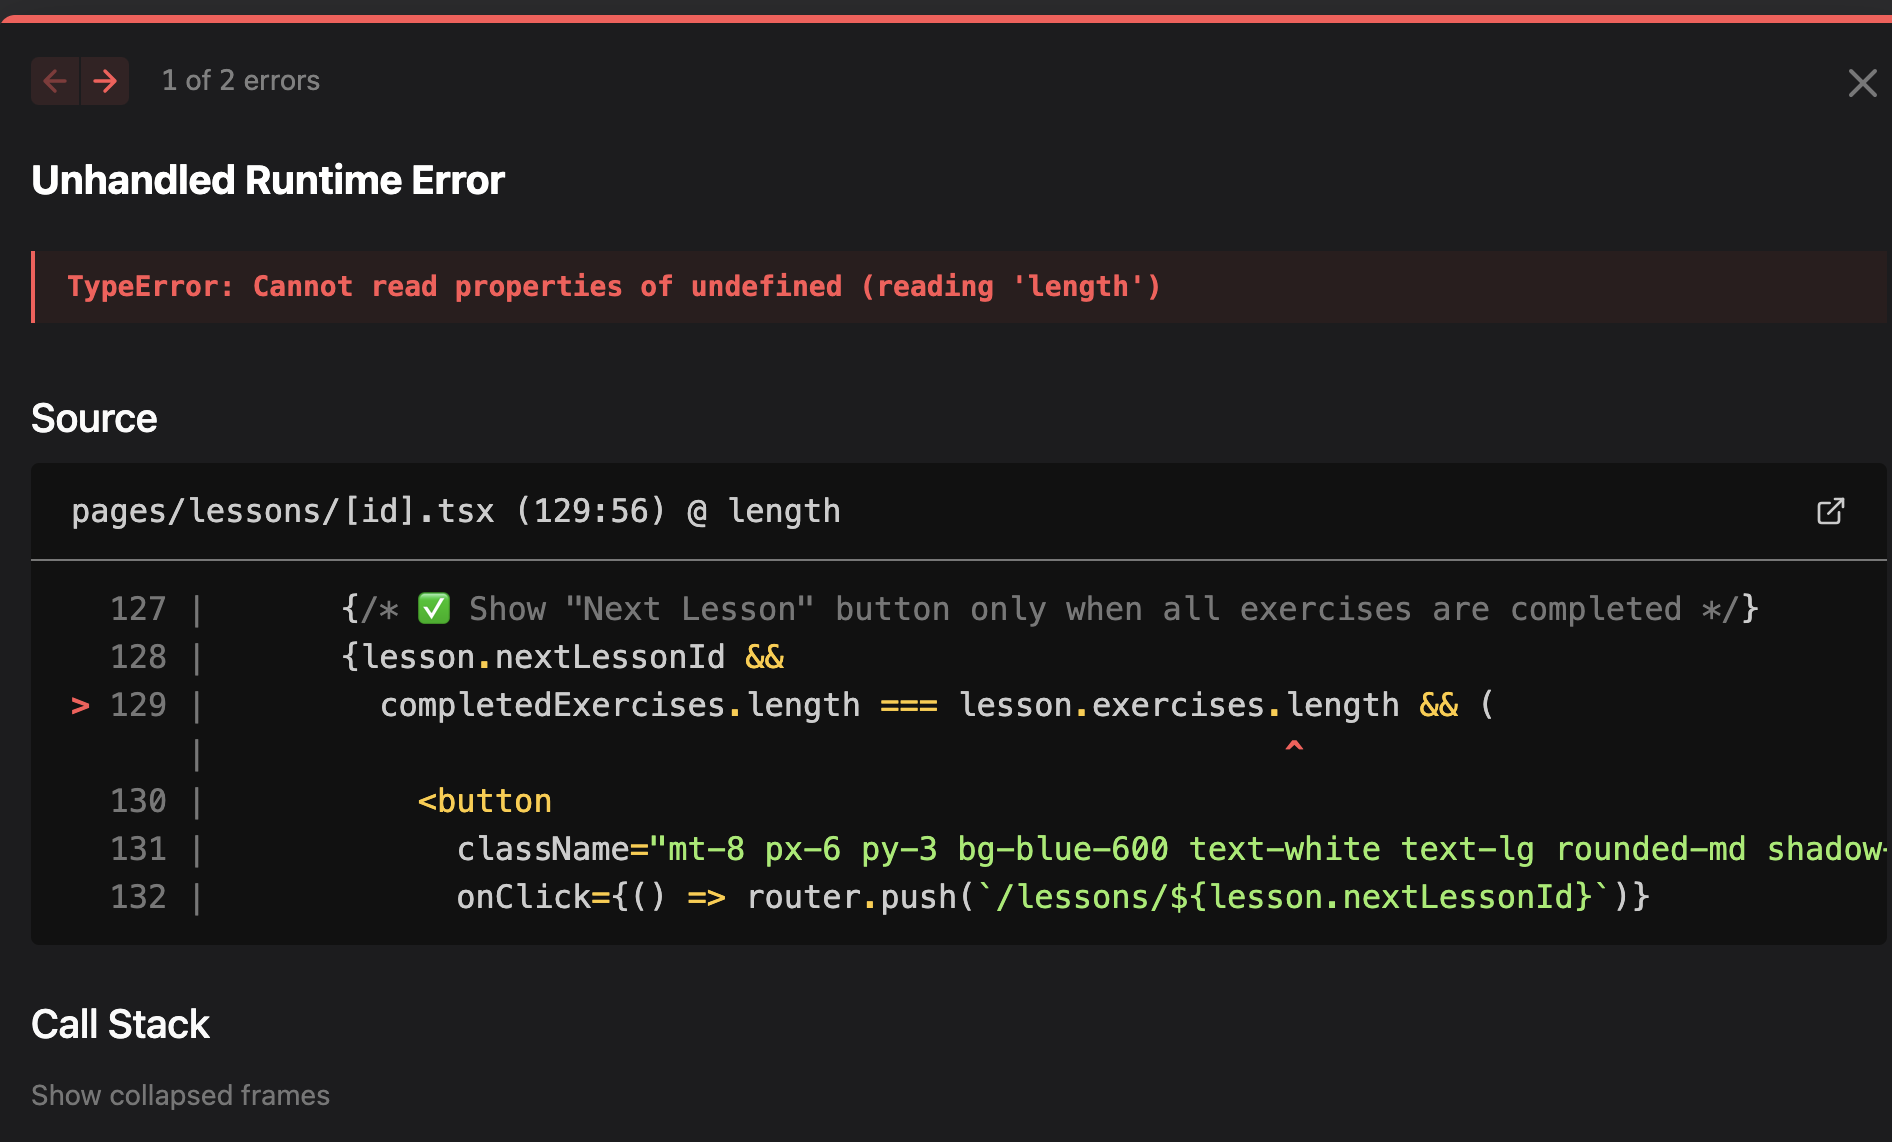 1 of 2 errors
Unhandled Runtime Error
TypeError: Cannot read properties of undefined (reading 'length')
Source
pages/lessons/[id].tsx (129:56) @ length
127 | {/* ✅ Show "Next Lesson" button only when all exercises are completed */}
128 | {lesson.nextLessonId &&
> 129 | completedExercises.length === lesson.exercises.length && (
| ^
130 | <button
131 | className="mt-8 px-6 py-3 bg-blue-600 text-white text-lg rounded-md shadow-
132 | onClick={() => router.push(`/lessons/${lesson.nextLessonId}`)}
Call Stack
Show collapsed frames